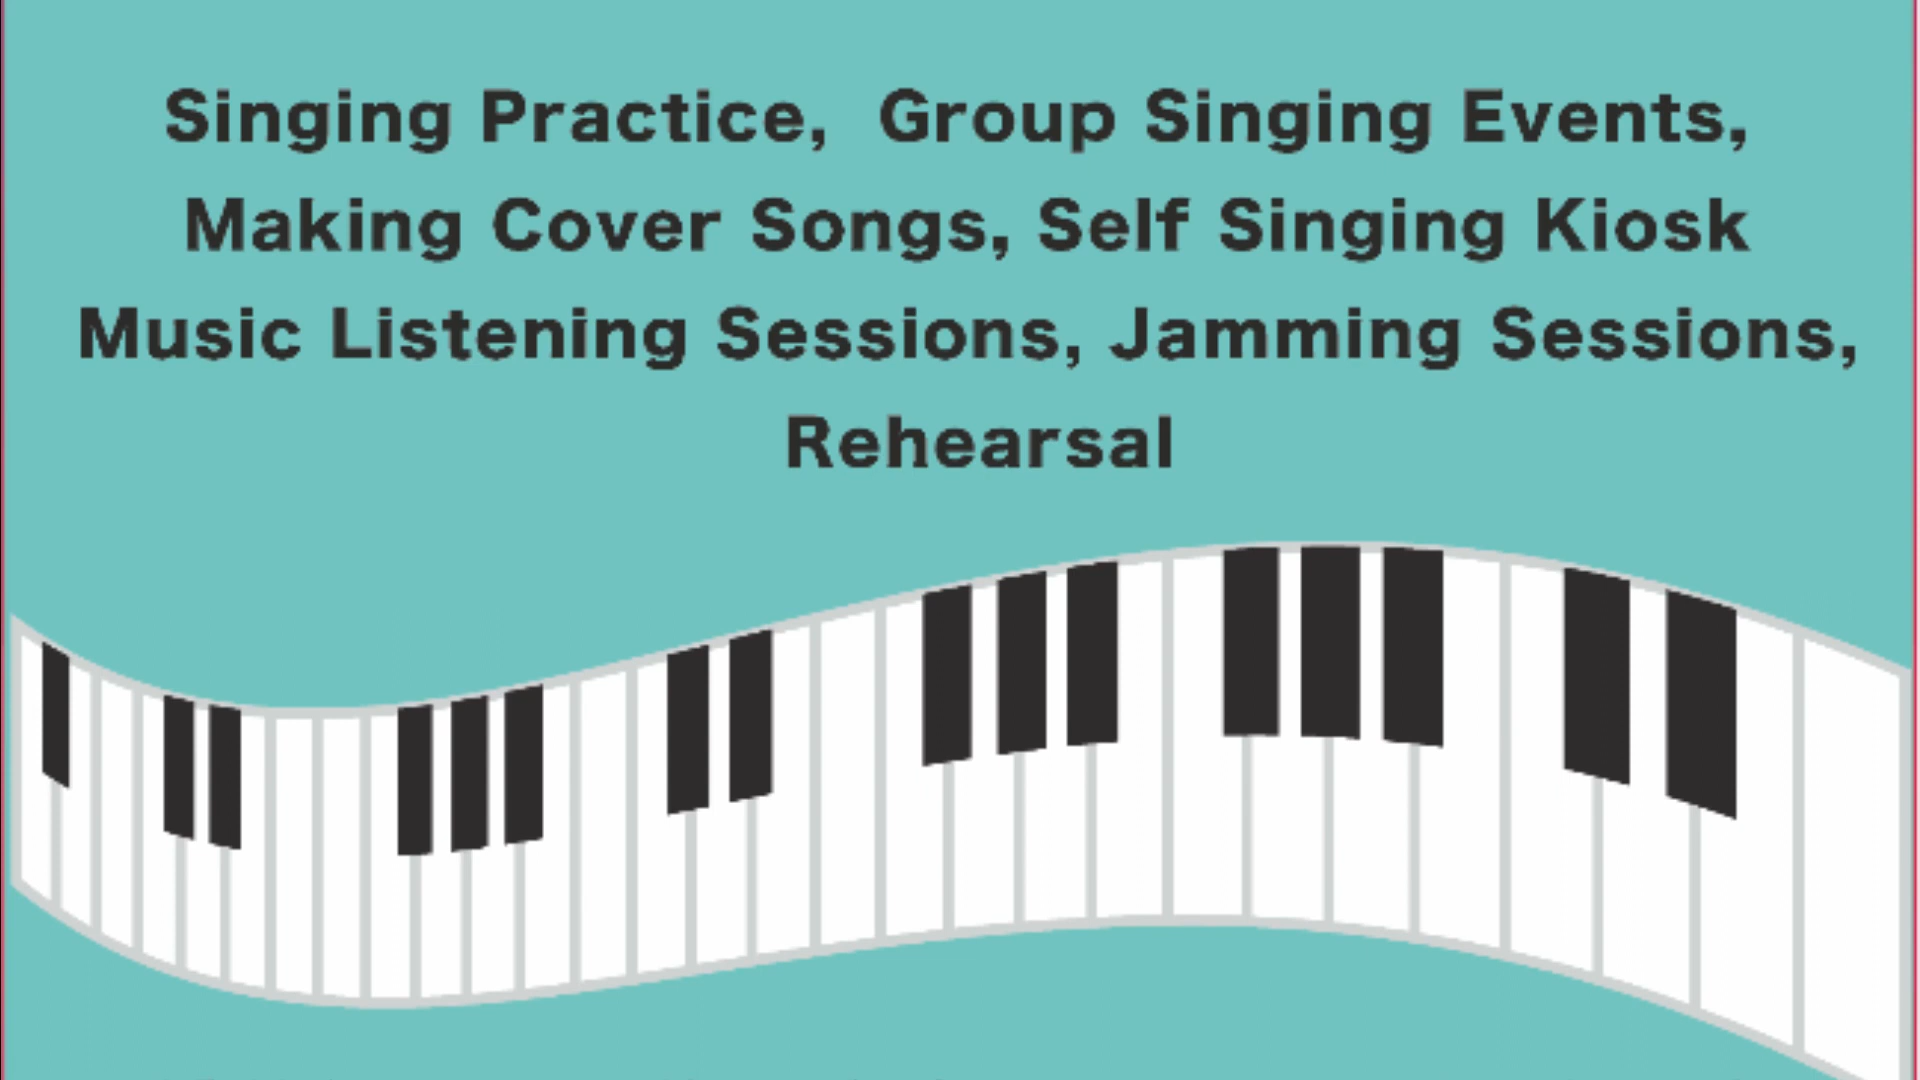 Singing Practice,  Group Singing Events,
Making Cover Songs, Self Singing Kiosk
Music Listening Sessions, Jamming Sessions,
Rehearsal